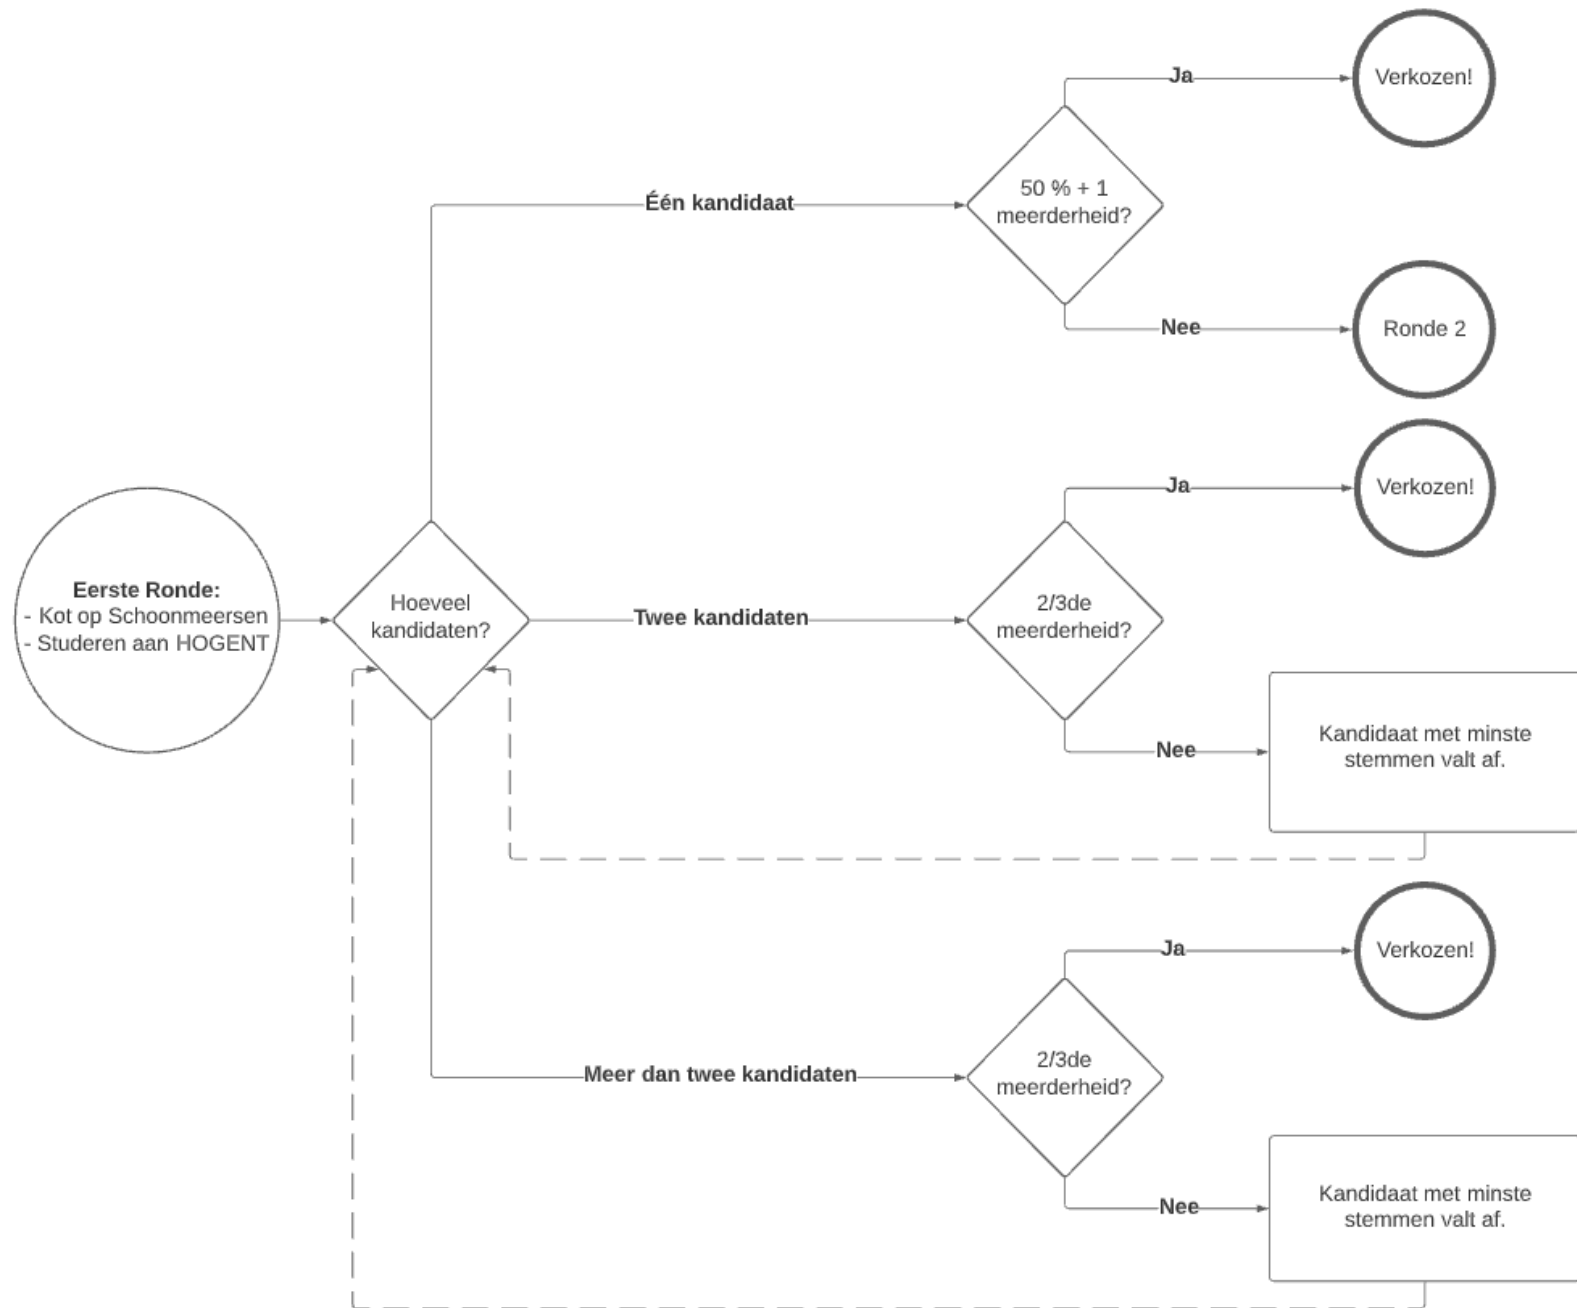 Ja
Verkozen!
50 % + 1
meerderheid?
Één kandidaat
Nee
Ronde 2
Ja
Verkozen!
Eerste Ronde:
- Kot op Schoonmeersen
- Studeren aan HOGENT
Hoeveel
kandidaten?
Twee kandidaten
2/3de
meerderheid?
Nee
Kandidaat met minste
stemmen valt af.
Ja
Verkozen!
Meer dan twee kandidaten
2/3de
meerderheid?
Nee
Kandidaat met minste
stemmen valt af.